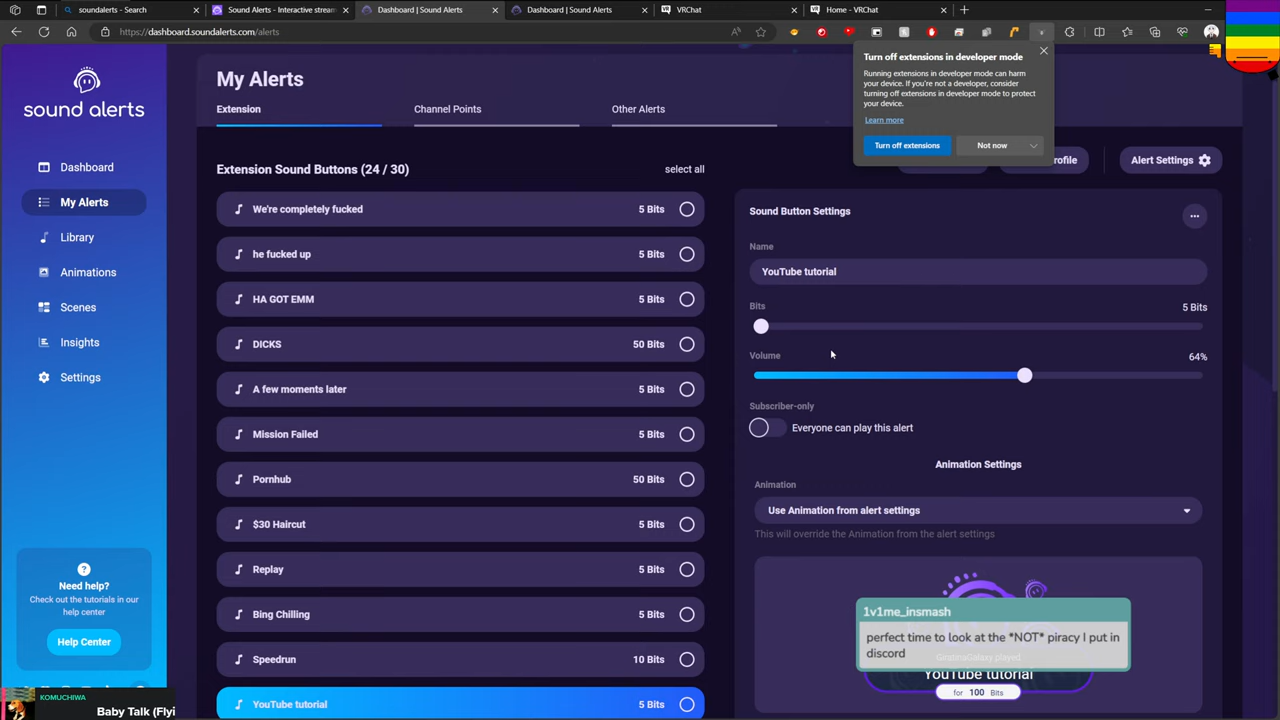 soundalerts - Search
Sound Alerts - Interactive stream
Dashboard | Sound Alerts
Dashboard | Sound Alerts
VRChat
Home - VRChat
https://dashboard.soundalerts.com/alerts
Turn off extensions in developer mode
Running extensions in developer mode can harm
your device. If you're not a developer, consider
turning off extensions in developer mode to protect
your device.
Learn more
Turn off extensions
Not now
sound alerts
Dashboard
My Alerts
Library
Animations
Scenes
Insights
Settings
Need help?
Check out the tutorials in our
help center
Help Center
KOMUCHIWA
Baby Talk (Flyi
My Alerts
Extension
Channel Points
Other Alerts
Extension Sound Buttons (24 / 30)
select all
We're completely fucked 5 Bits
he fucked up 5 Bits
HA GOT EMM 5 Bits
DICKS 50 Bits
A few moments later 5 Bits
Mission Failed 5 Bits
Pornhub 50 Bits
$30 Haircut 5 Bits
Replay 5 Bits
Bing Chilling 5 Bits
Speedrun 10 Bits
YouTube tutorial 5 Bits
rofile
Alert Settings
Sound Button Settings
Name
YouTube tutorial
Bits 5 Bits
Volume 64%
Subscriber-only
Everyone can play this alert
Animation Settings
Animation
Use Animation from alert settings
This will override the Animation from the alert settings
1v1me_insmash
perfect time to look at the *NOT* piracy I put in
discord
YouTube tutorial
for 100 Bits